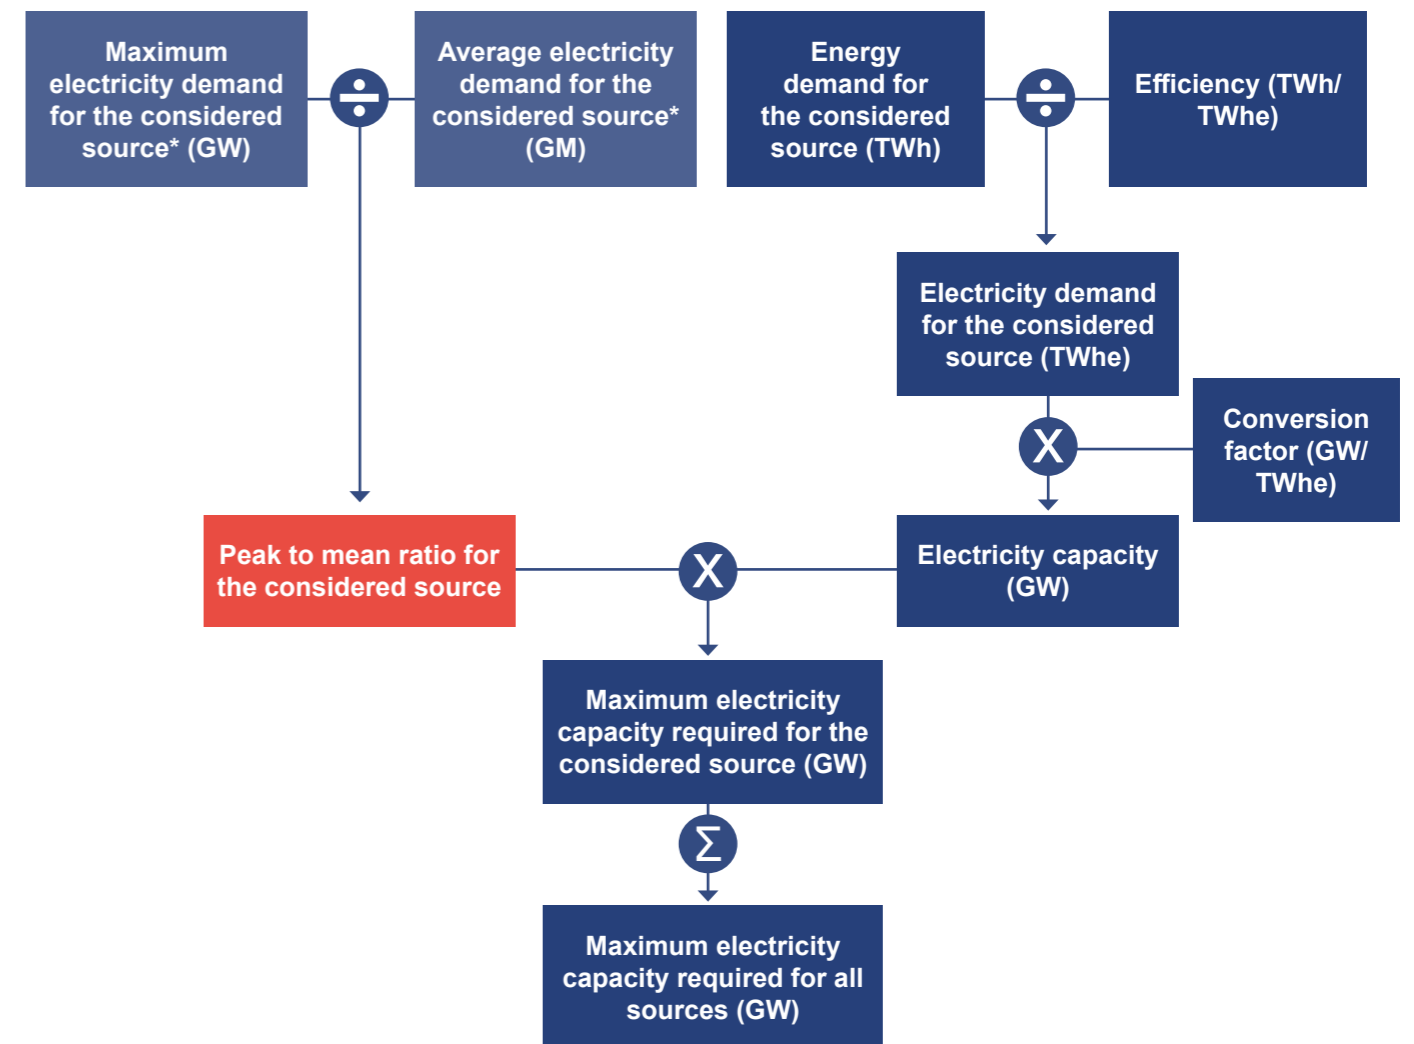 Maximum
electricity demand
for the considered
source* (GW)
÷
Average electricity
demand for the
considered source*
(GM)
Energy
demand for
the considered
source (TWh)
÷
Efficiency (TWh/
TWhe)
Electricity demand
for the considered
source (TWhe)
X
Conversion
factor (GW/
TWhe)
Peak to mean ratio for
the considered source
X
Electricity capacity
(GW)
Maximum electricity
capacity required for the
considered source (GW)
Σ
Maximum electricity
capacity required for all
sources (GW)